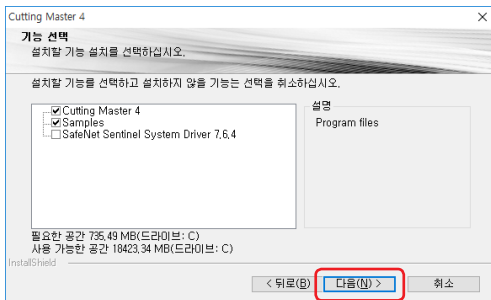 Cutting Master 4
기능 선택
설치할 기능 설치를 선택하십시오.
설치할 기능를 선택하고 설치하지 않을 기능는 선택을 취소하십시오.
Cutting Master 4
Samples
SafeNet Sentinel System Driver 7.6.4
설명
Program files
필요한 공간 735.49 MB(드라이브: C)
사용 가능한 공간 18423.34 MB(드라이브: C)
InstallShield
< 뒤로(B)
다음(N) >
취소